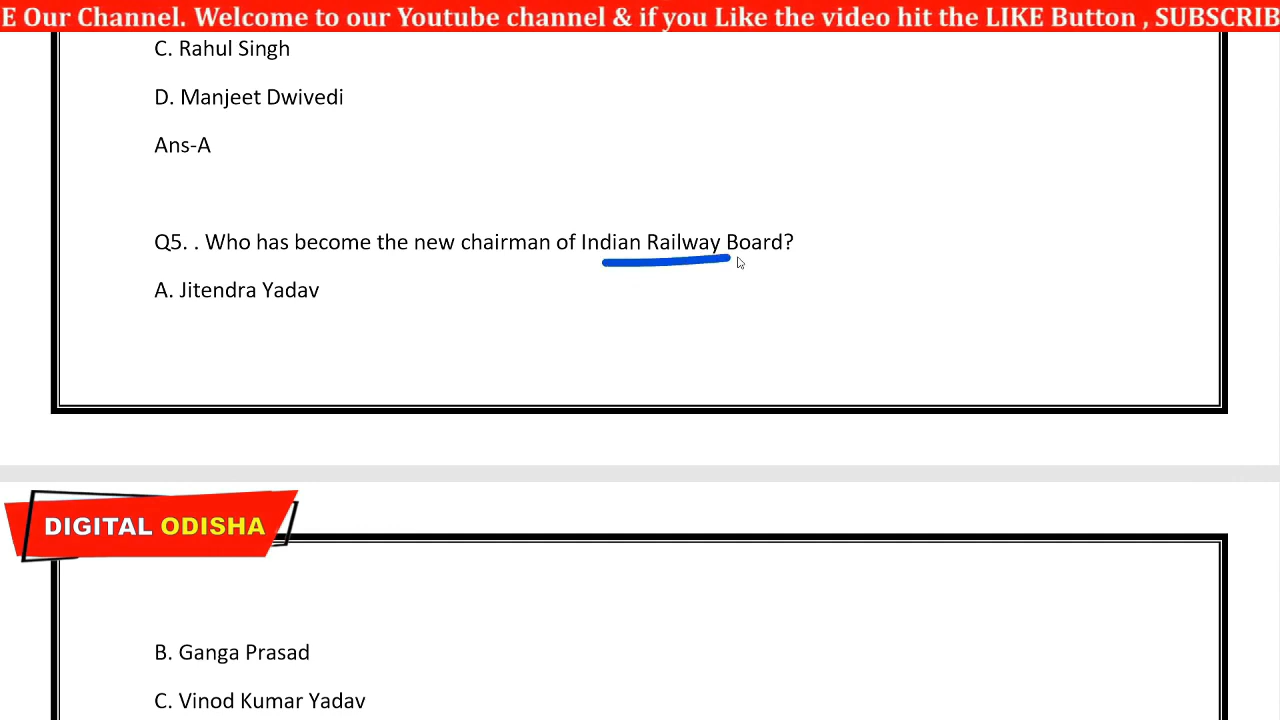 E Our Channel. Welcome to our Youtube channel & if you Like the video hit the LIKE Button , SUBSCRIB
C. Rahul Singh
D. Manjeet Dwivedi
Ans-A
Q5. . Who has become the new chairman of Indian Railway Board?
A. Jitendra Yadav
DIGITAL ODISHA
B. Ganga Prasad
C. Vinod Kumar Yadav